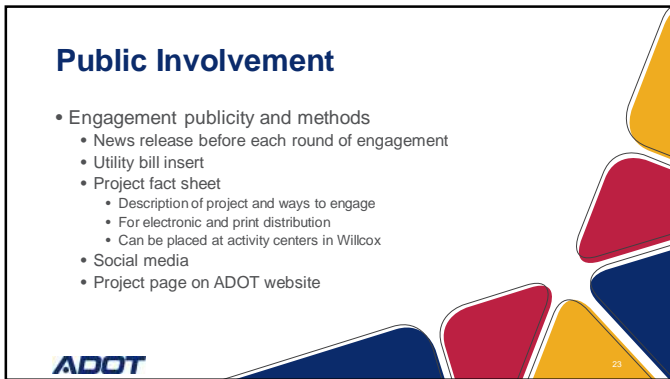 Public Involvement
• Engagement publicity and methods
• News release before each round of engagement
• Utility bill insert
• Project fact sheet
• Description of project and ways to engage
• For electronic and print distribution
• Can be placed at activity centers in Willcox
• Social media
• Project page on ADOT website
ADOT
23